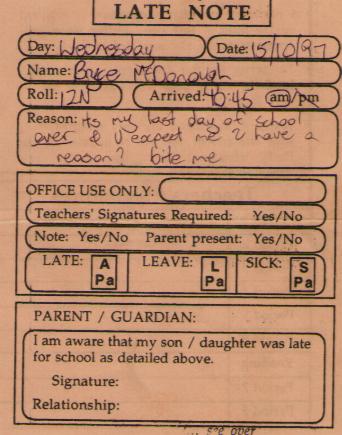 LATE NOTE
Day: Wednesday Date: 15/10/97
Name: Bryce McDonough
Roll: 12N Arrived: 10:45 am/pm
Reason: its my last day of school
ever & U expect me 2 have a
reason? bite me
OFFICE USE ONLY:
Teachers' Signatures Required: Yes/No
Note: Yes/No Parent present: Yes/No
LATE: A Pa LEAVE: L Pa SICK: S Pa
PARENT / GUARDIAN:
I am aware that my son / daughter was late
for school as detailed above.
Signature:
Relationship:
see over